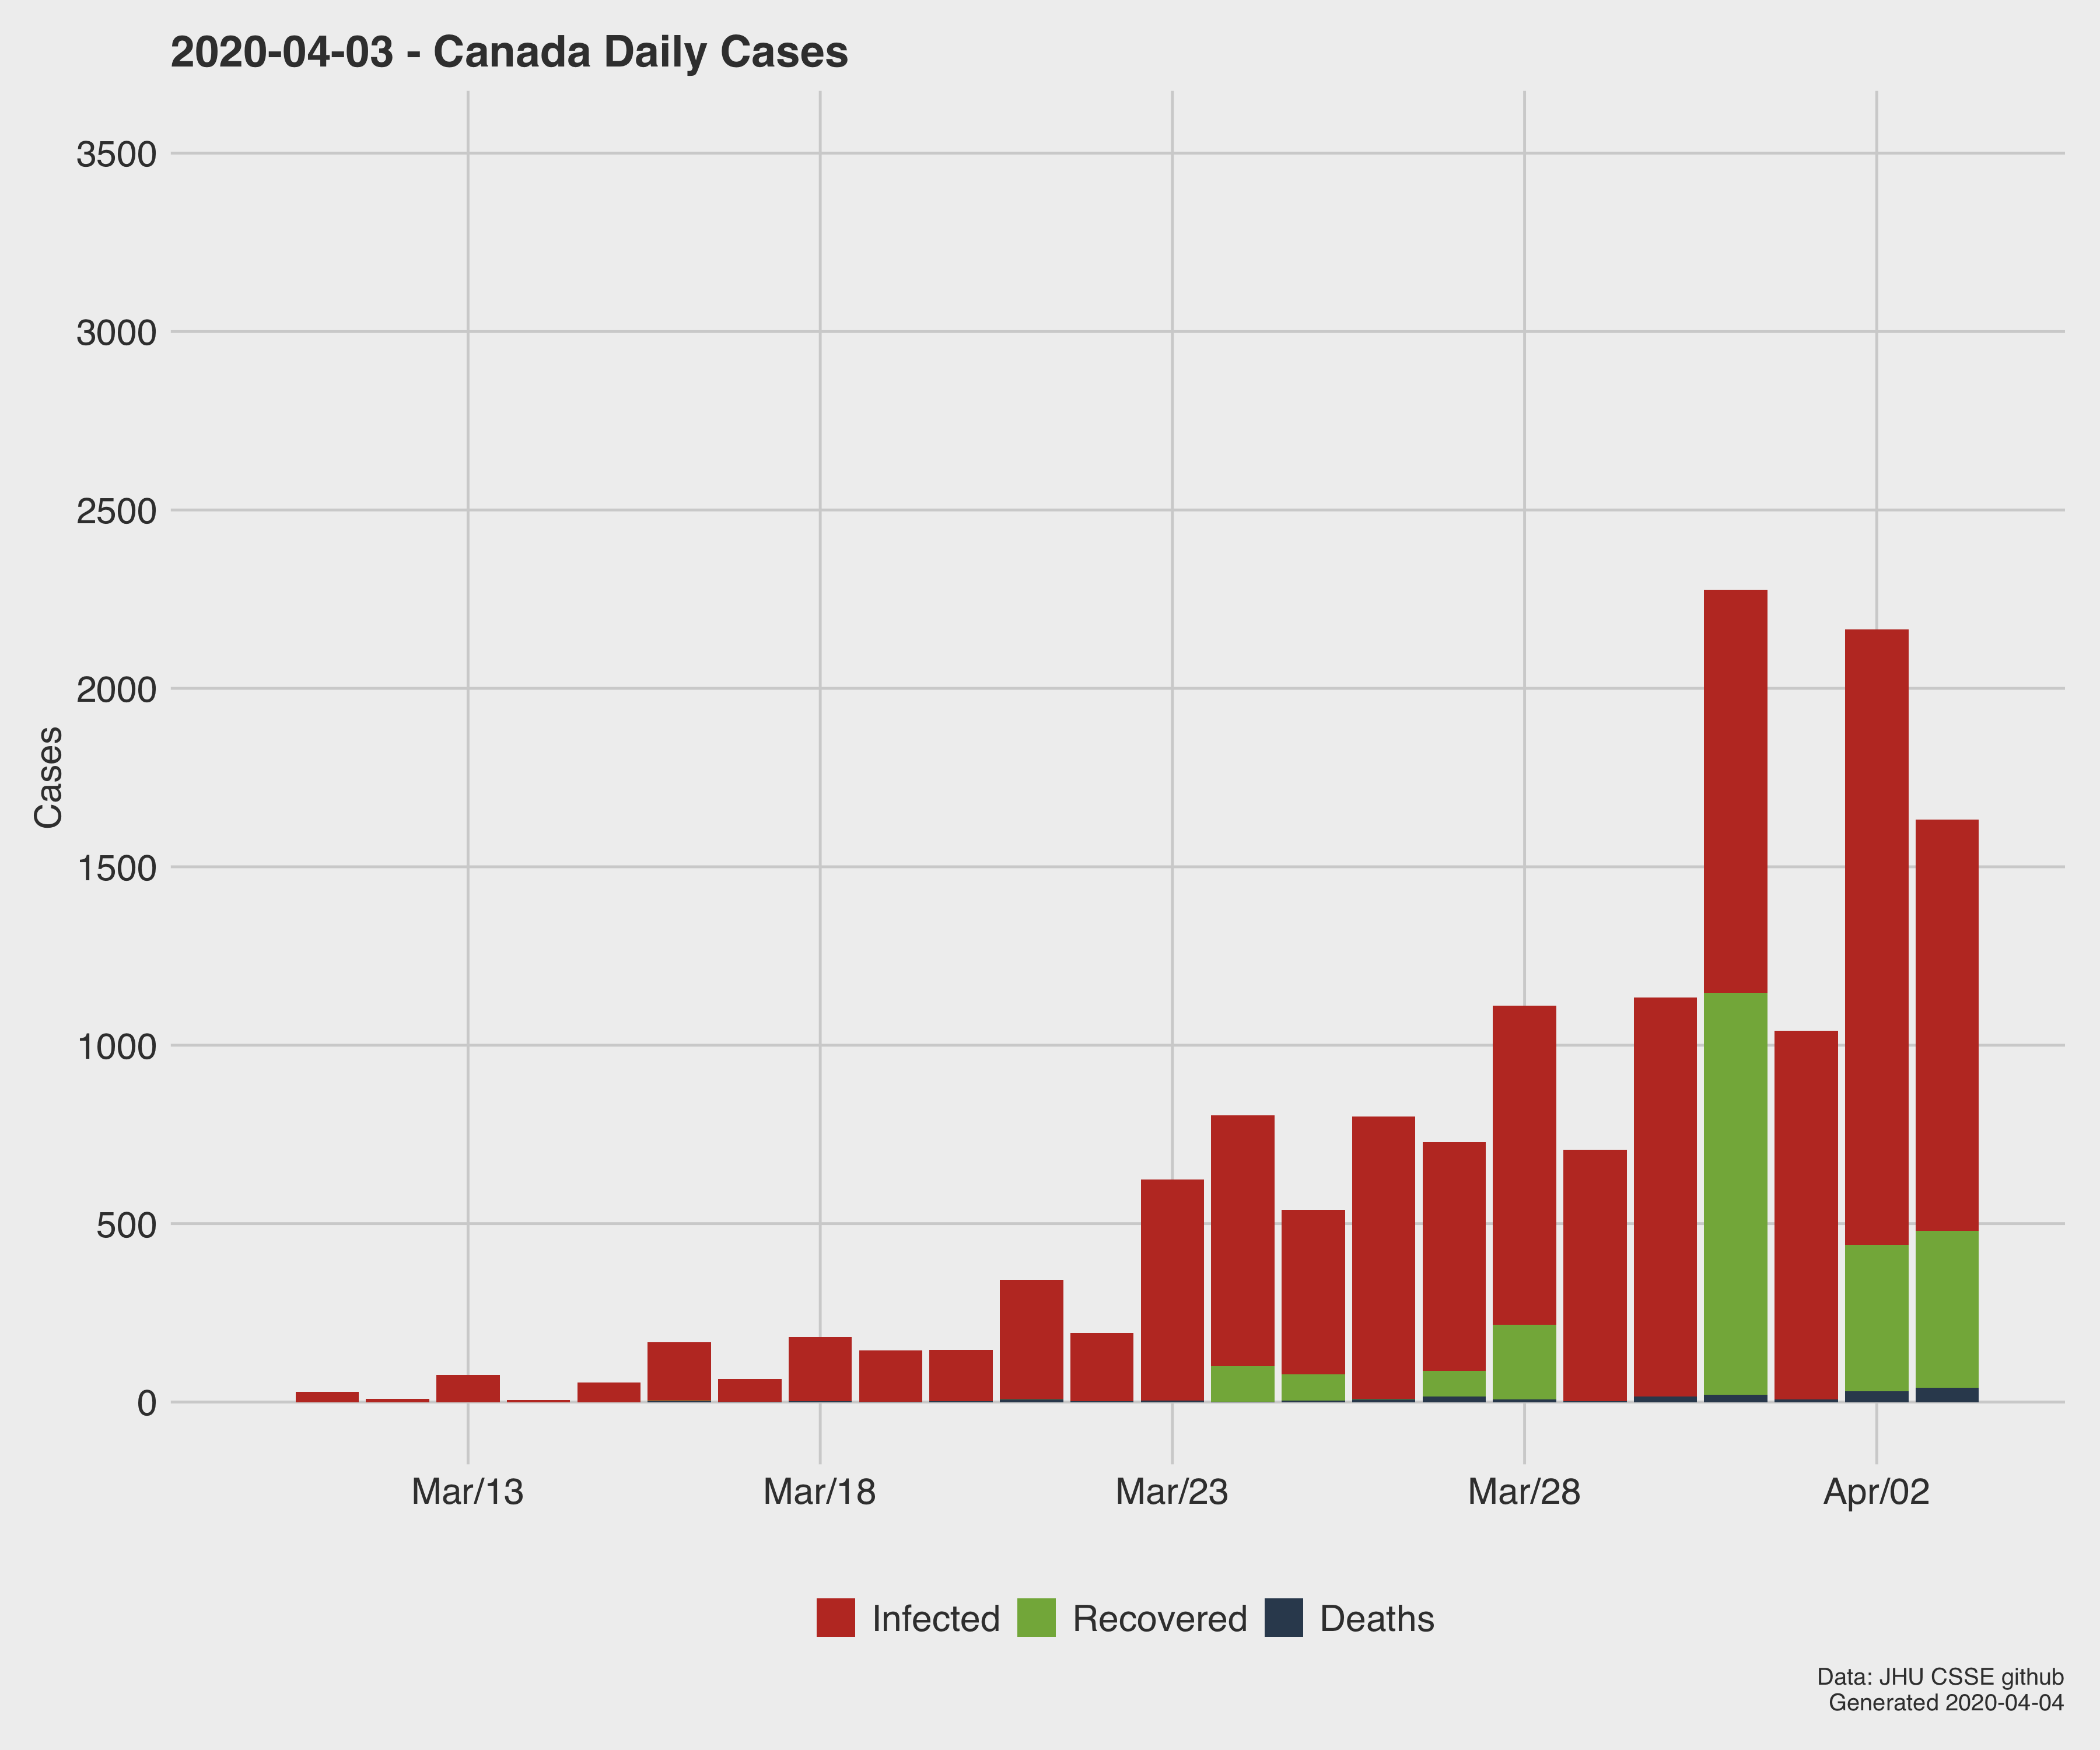 2020-04-03 - Canada Daily Cases
3500
3000
2500
2000
1500
1000
500
0
Cases
Mar/13 Mar/18 Mar/23 Mar/28 Apr/02
Infected Recovered Deaths
Data: JHU CSSE github
Generated 2020-04-04